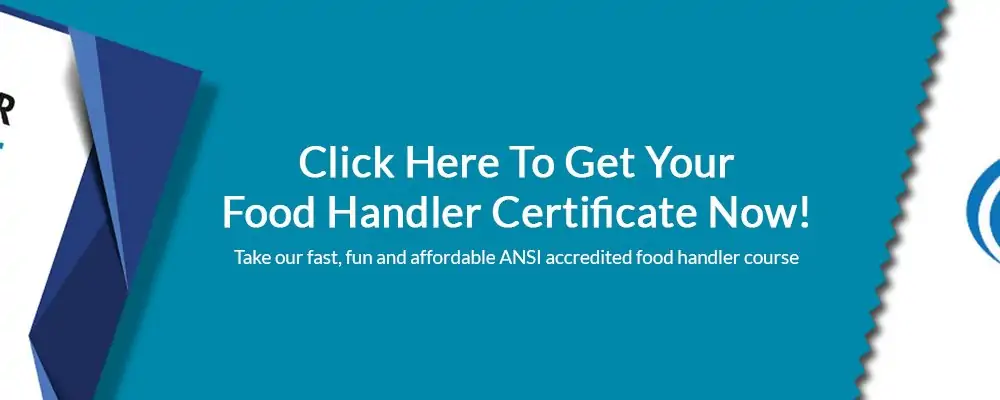 Click Here To Get Your
Food Handler Certificate Now!
Take our fast, fun and affordable ANSI accredited food handler course